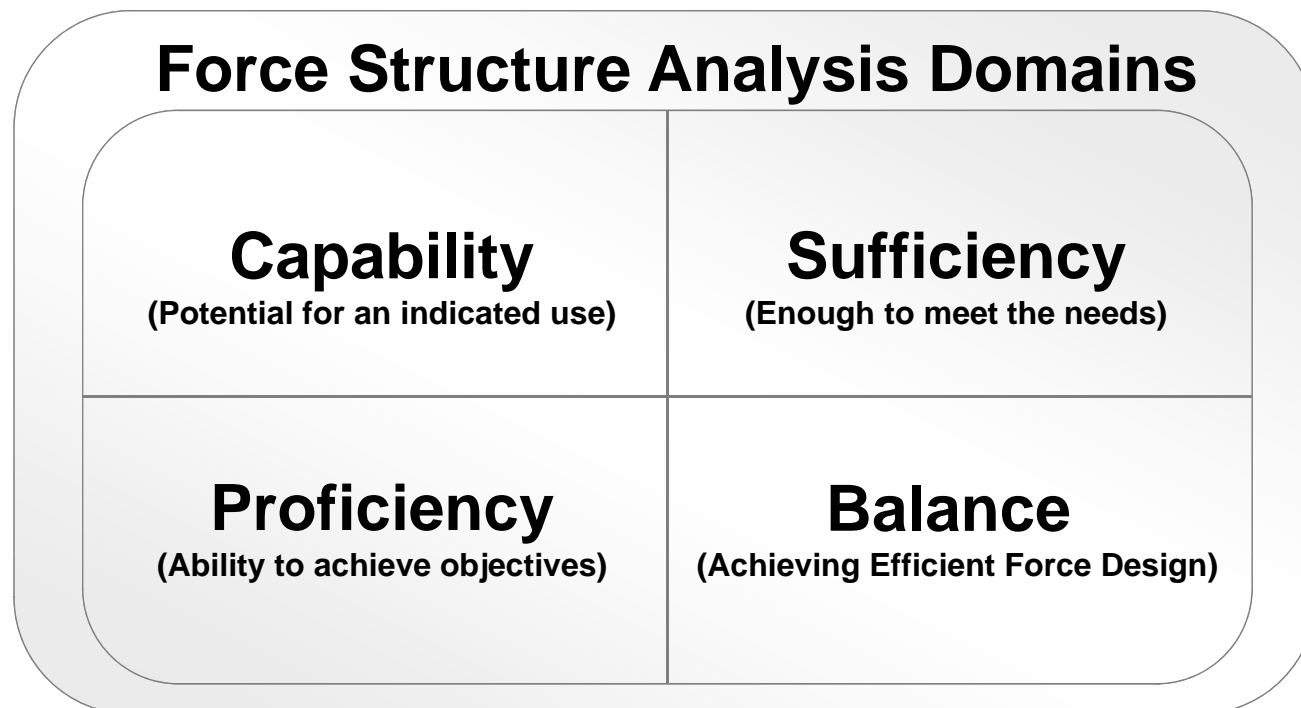 Force Structure Analysis Domains
Capability
(Potential for an indicated use)
Sufficiency
(Enough to meet the needs)
Proficiency
(Ability to achieve objectives)
Balance
(Achieving Efficient Force Design)